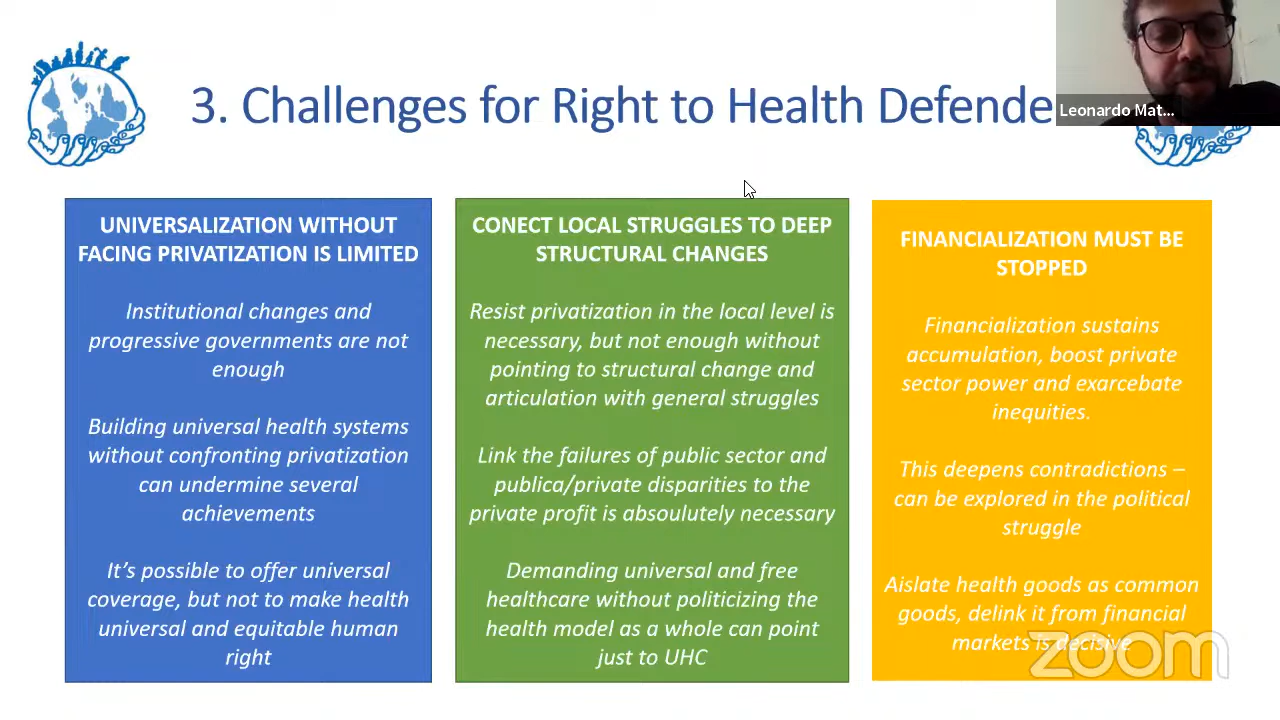 3. Challenges for Right to Health Defende
Leonardo Mat...
UNIVERSALIZATION WITHOUT
FACING PRIVATIZATION IS LIMITED
Institutional changes and
progressive governments are not
enough
Building universal health systems
without confronting privatization
can undermine several
achievements
It's possible to offer universal
coverage, but not to make health
universal and equitable human
right
CONECT LOCAL STRUGGLES TO DEEP
STRUCTURAL CHANGES
Resist privatization in the local level is
necessary, but not enough without
pointing to structural change and
articulation with general struggles
Link the failures of public sector and
publica/private disparities to the
private profit is absoulutely necessary
Demanding universal and free
healthcare without politicizing the
health model as a whole can point
just to UHC
FINANCIALIZATION MUST BE
STOPPED
Financialization sustains
accumulation, boost private
sector power and exarcebate
inequities.
This deepens contradictions –
can be explored in the political
struggle
Aislate health goods as common
goods, delink it from financial
markets is decisive
zoom